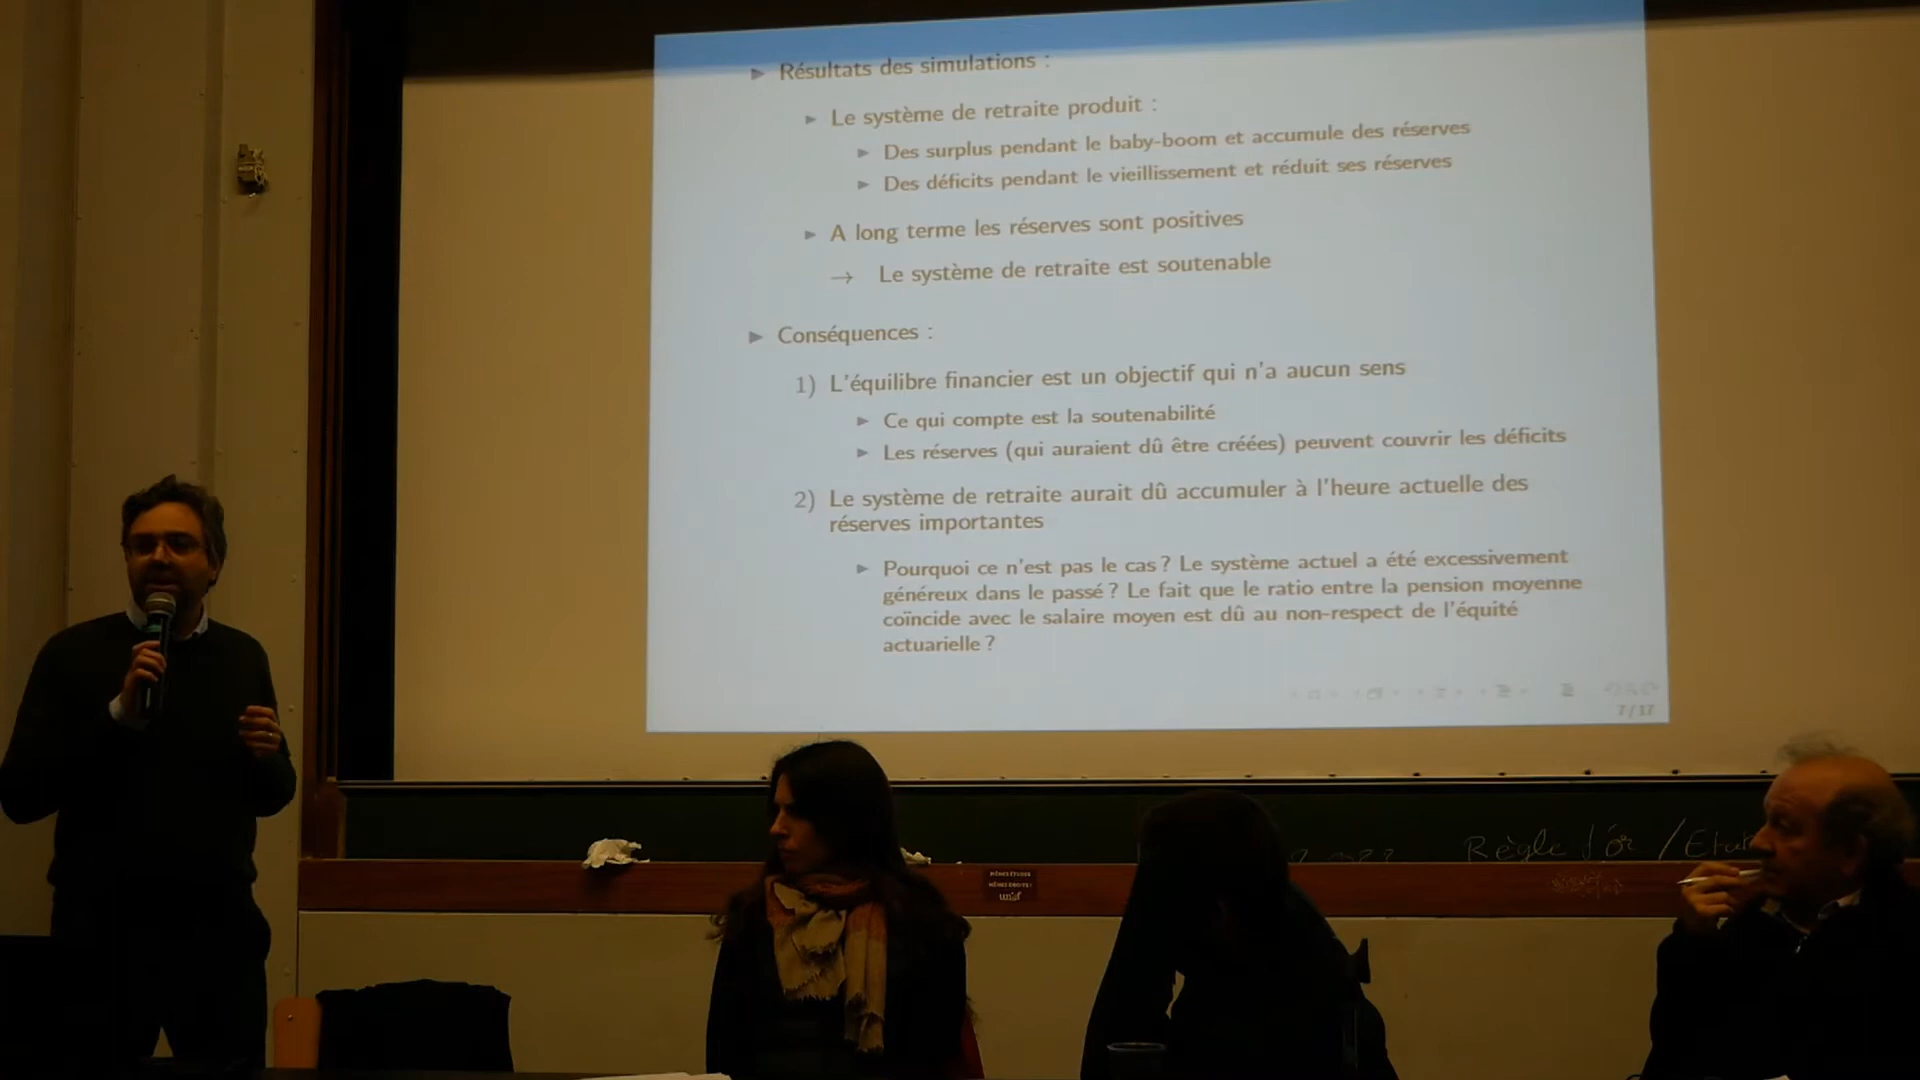 ► Résultats des simulations :
► Le système de retraite produit :
► Des surplus pendant le baby-boom et accumule des réserves
► Des déficits pendant le vieillissement et réduit ses réserves
► A long terme les réserves sont positives
→ Le système de retraite est soutenable
► Conséquences :
1) L'équilibre financier est un objectif qui n'a aucun sens
► Ce qui compte est la soutenabilité
► Les réserves (qui auraient dû être créées) peuvent couvrir les déficits
2) Le système de retraite aurait dû accumuler à l'heure actuelle des
réserves importantes
► Pourquoi ce n'est pas le cas ? Le système actuel a été excessivement
généreux dans le passé ? Le fait que le ratio entre la pension moyenne
coïncide avec le salaire moyen est dû au non-respect de l'équité
actuarielle ?
7 / 17
Règle d'or /
MÊMES ÉTUDES
MÊMES DROITS !
unef